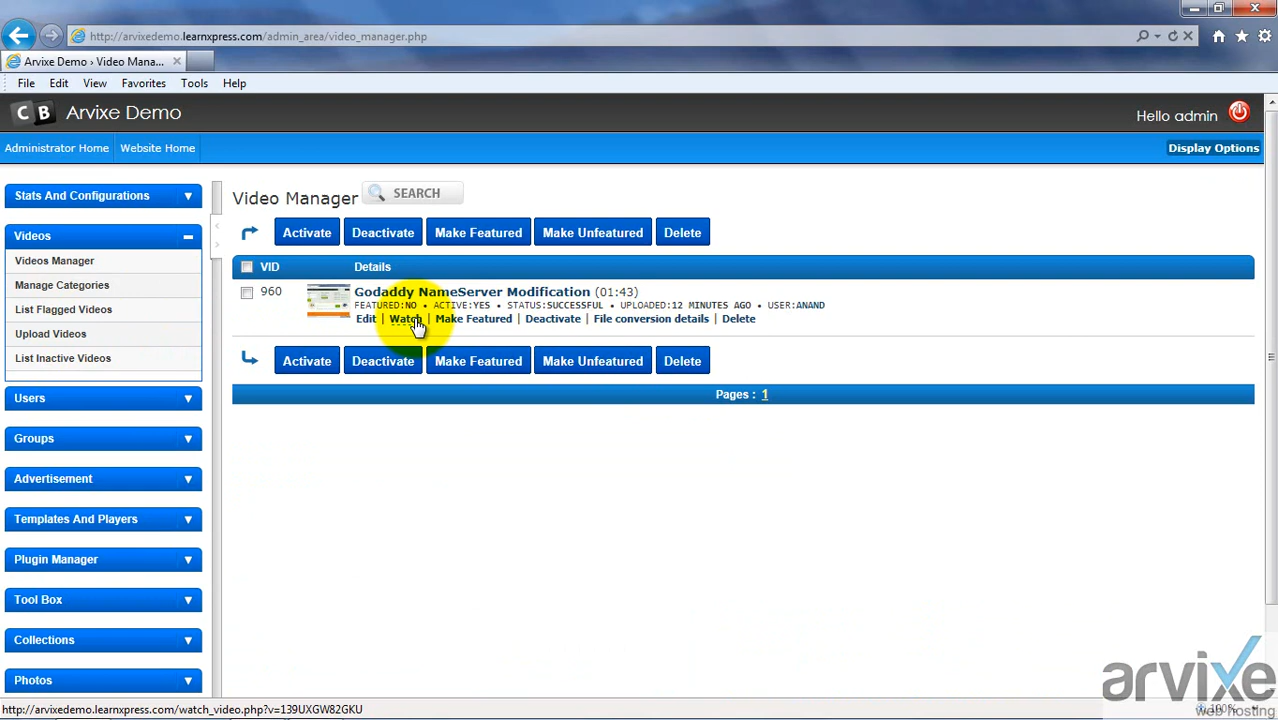 http://arvixedemo.learnxpress.com/admin_area/video_manager.php
Arvixe Demo › Video Mana...
File Edit View Favorites Tools Help
CB Arvixe Demo
Hello admin
Administrator Home Website Home
Display Options
Stats And Configurations
Videos
Videos Manager
Manage Categories
List Flagged Videos
Upload Videos
List Inactive Videos
Users
Groups
Advertisement
Templates And Players
Plugin Manager
Tool Box
Collections
Photos
Video Manager SEARCH
Activate Deactivate Make Featured Make Unfeatured Delete
VID Details
960 Godaddy NameServer Modification (01:43)
FEATURED:NO • ACTIVE:YES • STATUS:SUCCESSFUL • UPLOADED:12 MINUTES AGO • USER:ANAND
Edit | Watch | Make Featured | Deactivate | File conversion details | Delete
Activate Deactivate Make Featured Make Unfeatured Delete
Pages : 1
arvixe
web hosting
http://arvixedemo.learnxpress.com/watch_video.php?v=139UXGW82GKU
100%